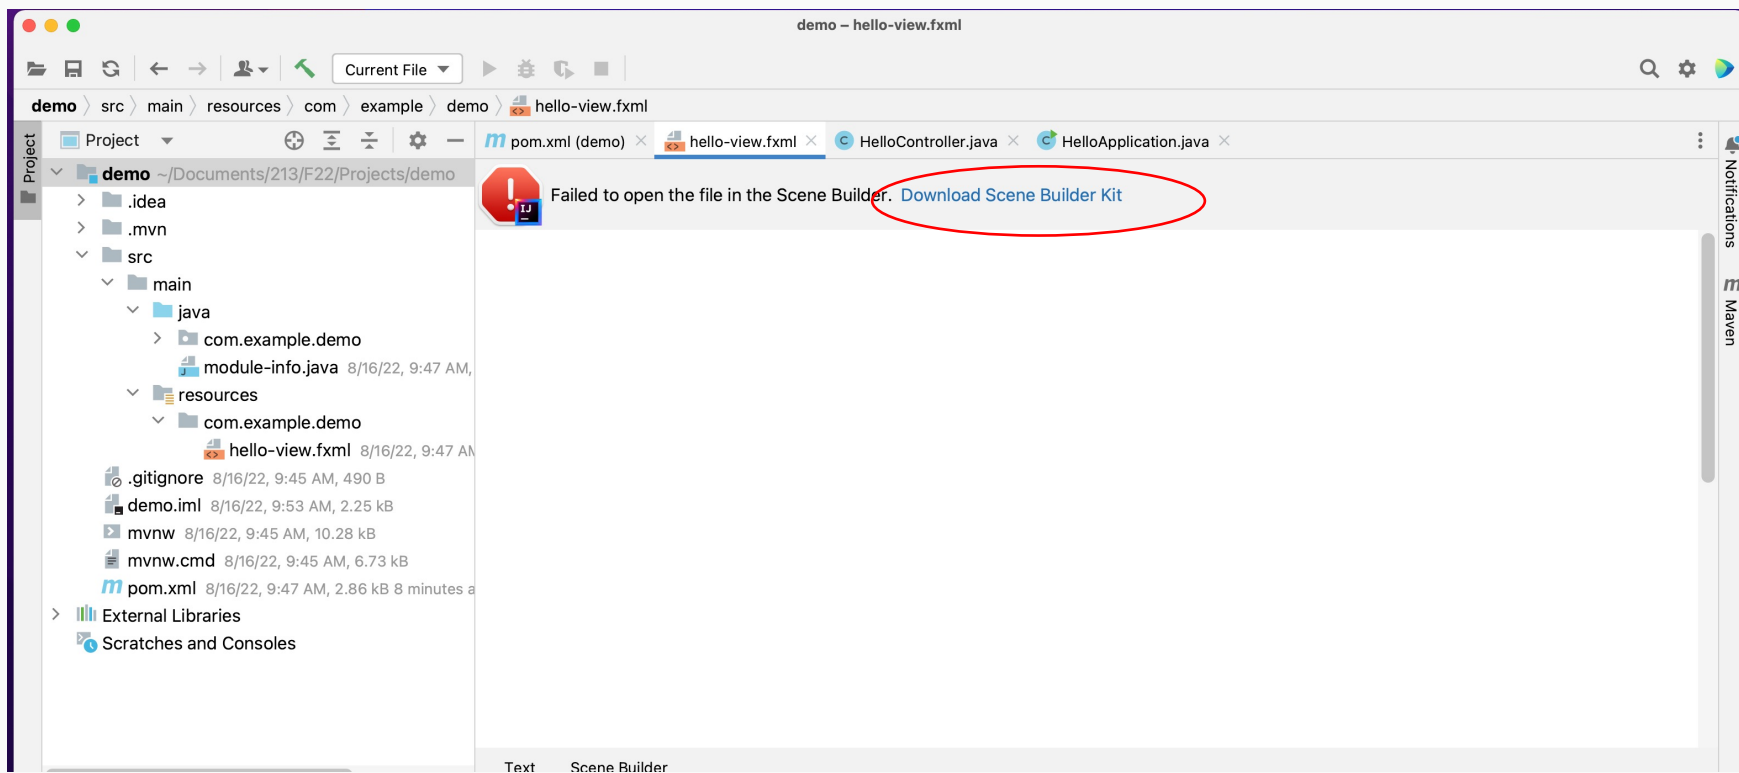 demo – hello-view.fxml
Current File
demo src main resources com example demo hello-view.fxml
Project
Project
pom.xml (demo) hello-view.fxml HelloController.java HelloApplication.java
demo ~/Documents/213/F22/Projects/demo
Failed to open the file in the Scene Builder. Download Scene Builder Kit
Notifications
Maven
.idea
.mvn
src
main
java
com.example.demo
module-info.java 8/16/22, 9:47 AM,
resources
com.example.demo
hello-view.fxml 8/16/22, 9:47 AM
.gitignore 8/16/22, 9:45 AM, 490 B
demo.iml 8/16/22, 9:53 AM, 2.25 kB
mvnw 8/16/22, 9:45 AM, 10.28 kB
mvnw.cmd 8/16/22, 9:45 AM, 6.73 kB
pom.xml 8/16/22, 9:47 AM, 2.86 kB 8 minutes a
External Libraries
Scratches and Consoles
Text Scene Builder